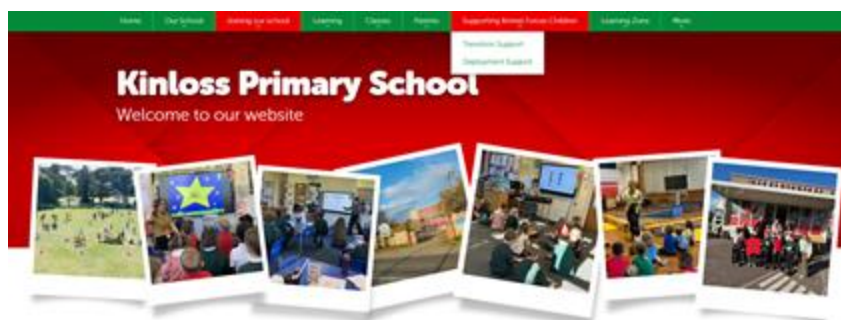 Home Our School Joining our school Learning Classes Parents Supporting Armed Forces Children Learning Zone More
Transition Support
Deployment Support
Kinloss Primary School
Welcome to our website